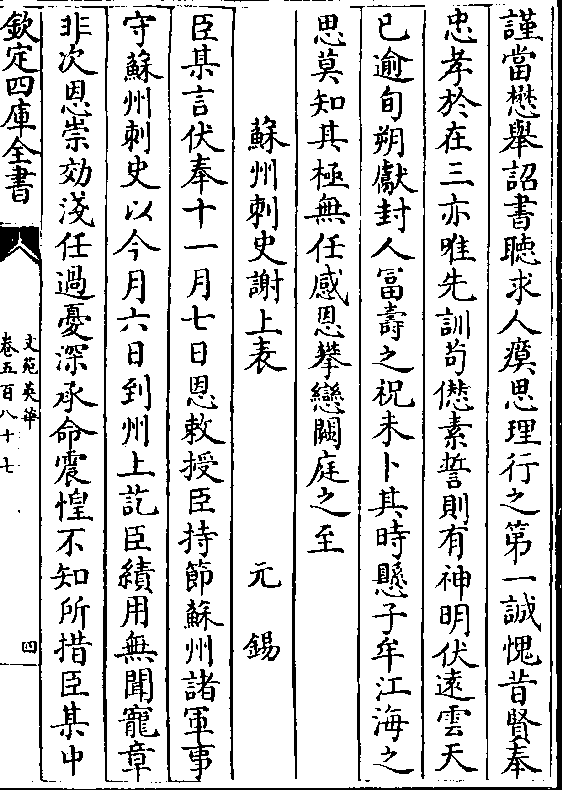 謹當懋舉詔書聽求人瘼思理行之第一誠愧昔賢奉
忠孝於在三亦唯先訓苟僁素誓則有神明伏遠雲天
已逾旬朔獻封人冨壽之祝未卜其時懸子牟江海之
思莫知其極無任感恩攀戀闕庭之至
蘇州刺史謝上表　元錫
臣某言伏奉十一月七日恩敕授臣持節蘇州諸軍事
守蘇州刺史以今月六日到州上訖臣績用無聞寵章
非次恩崇効淺任過憂深承命震惶不知所措臣某中
欽定四庫全書
文苑英華
卷五百八十七
四